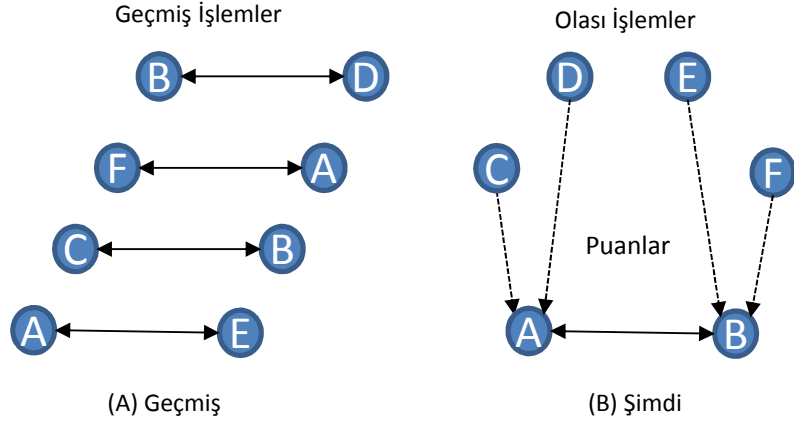 Geçmiş İşlemler
B D
F A
C B
A E
(A) Geçmiş
Olası İşlemler
D E
C F
Puanlar
A B
(B) Şimdi